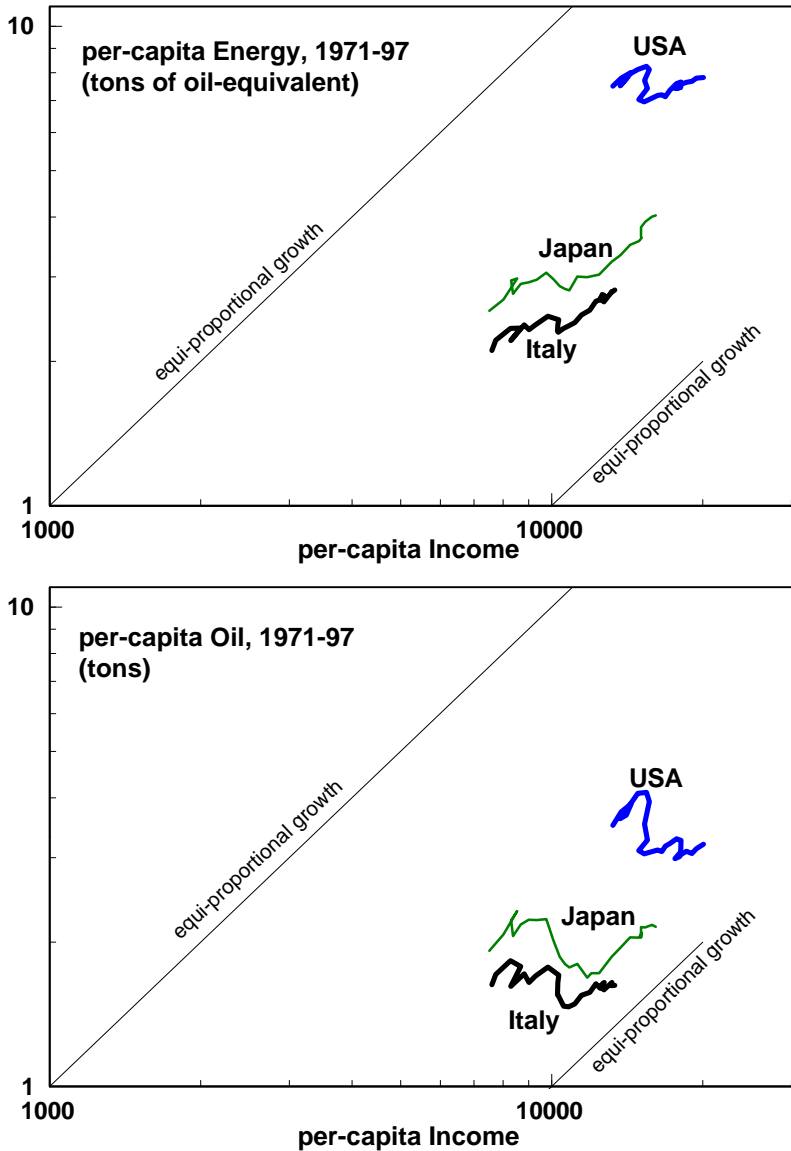 10
per-capita Energy, 1971-97
(tons of oil-equivalent)
USA
equi-proportional growth
Japan
Italy
equi-proportional growth
1
1000
10000
per-capita Income
10
per-capita Oil, 1971-97
(tons)
USA
equi-proportional growth
Japan
Italy
equi-proportional growth
1
1000
10000
per-capita Income